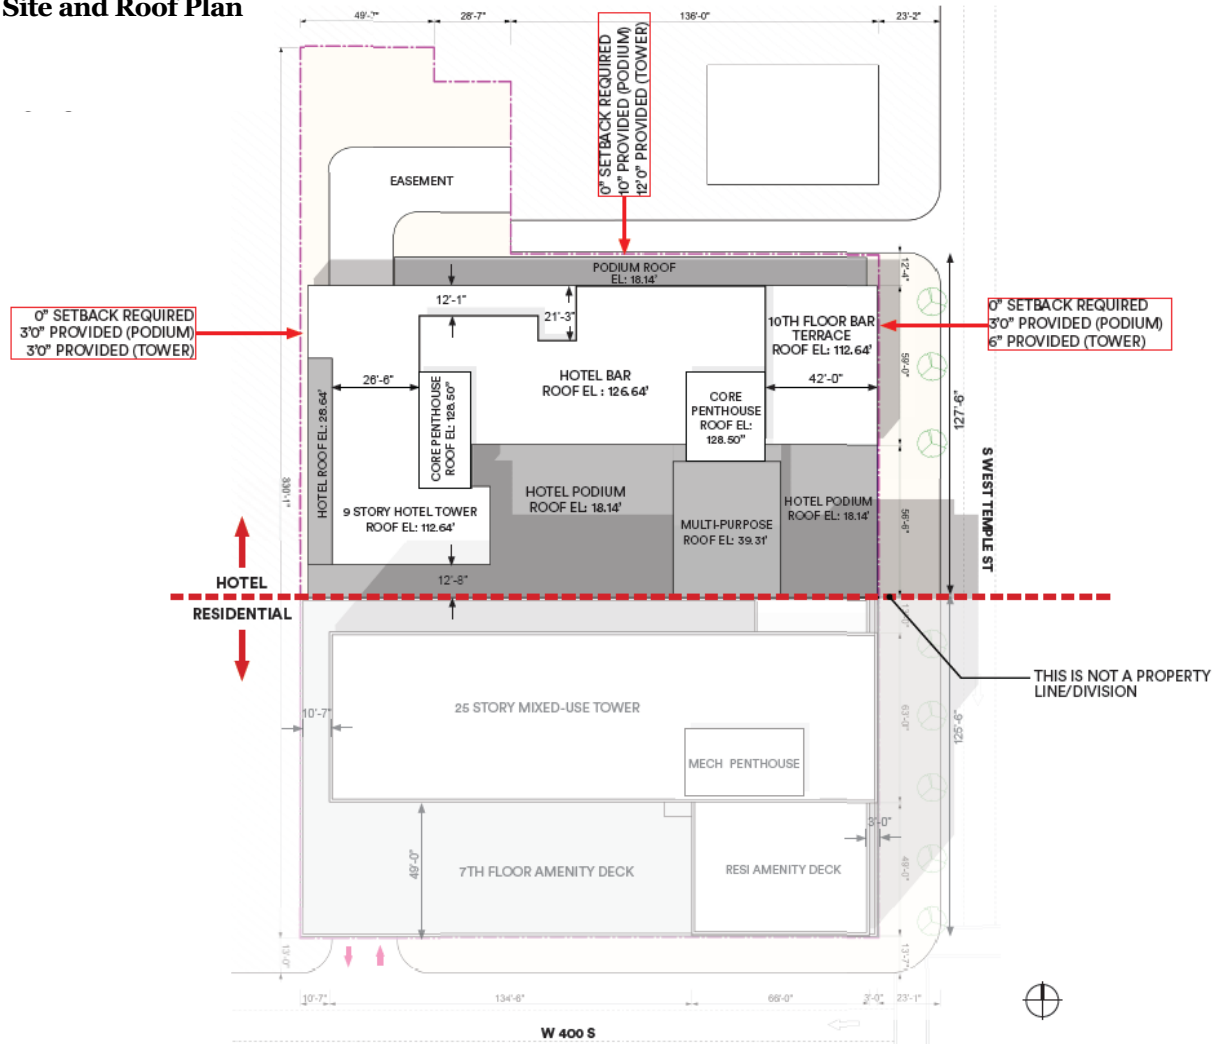 Site and Roof Plan
49'-7"
28'-7"
136'-0"
23'-2"
0" SETBACK REQUIRED
10" PROVIDED (PODIUM)
12'0" PROVIDED (TOWER)
EASEMENT
PODIUM ROOF
EL: 18.14'
12'-4"
0" SETBACK REQUIRED
3'0" PROVIDED (PODIUM)
3'0" PROVIDED (TOWER)
0" SETBACK REQUIRED
3'0" PROVIDED (PODIUM)
6" PROVIDED (TOWER)
12'-1"
21'-3"
10TH FLOOR BAR
TERRACE
ROOF EL: 112.64'
59'-0"
127'-6"
HOTEL BAR
ROOF EL : 126.64'
26'-6"
42'-0"
HOTEL ROOF EL: 28.64'
CORE PENTHOUSE
ROOF EL: 128.50"
CORE
PENTHOUSE
ROOF EL:
128.50"
330'-1"
9 STORY HOTEL TOWER
ROOF EL: 112.64'
HOTEL PODIUM
ROOF EL: 18.14'
MULTI-PURPOSE
ROOF EL: 39.31'
HOTEL PODIUM
ROOF EL: 18.14'
56'-6"
S WEST TEMPLE ST
HOTEL
12'-8"
RESIDENTIAL
THIS IS NOT A PROPERTY
LINE/DIVISION
10'-7"
25 STORY MIXED-USE TOWER
63'-0"
125'-6"
MECH PENTHOUSE
3'-0"
49'-0"
7TH FLOOR AMENITY DECK
RESI AMENITY DECK
49'-0"
13'-0"
13'-7"
10'-7"
134'-6"
66'-0"
3'-0"
23'-1"
W 400 S